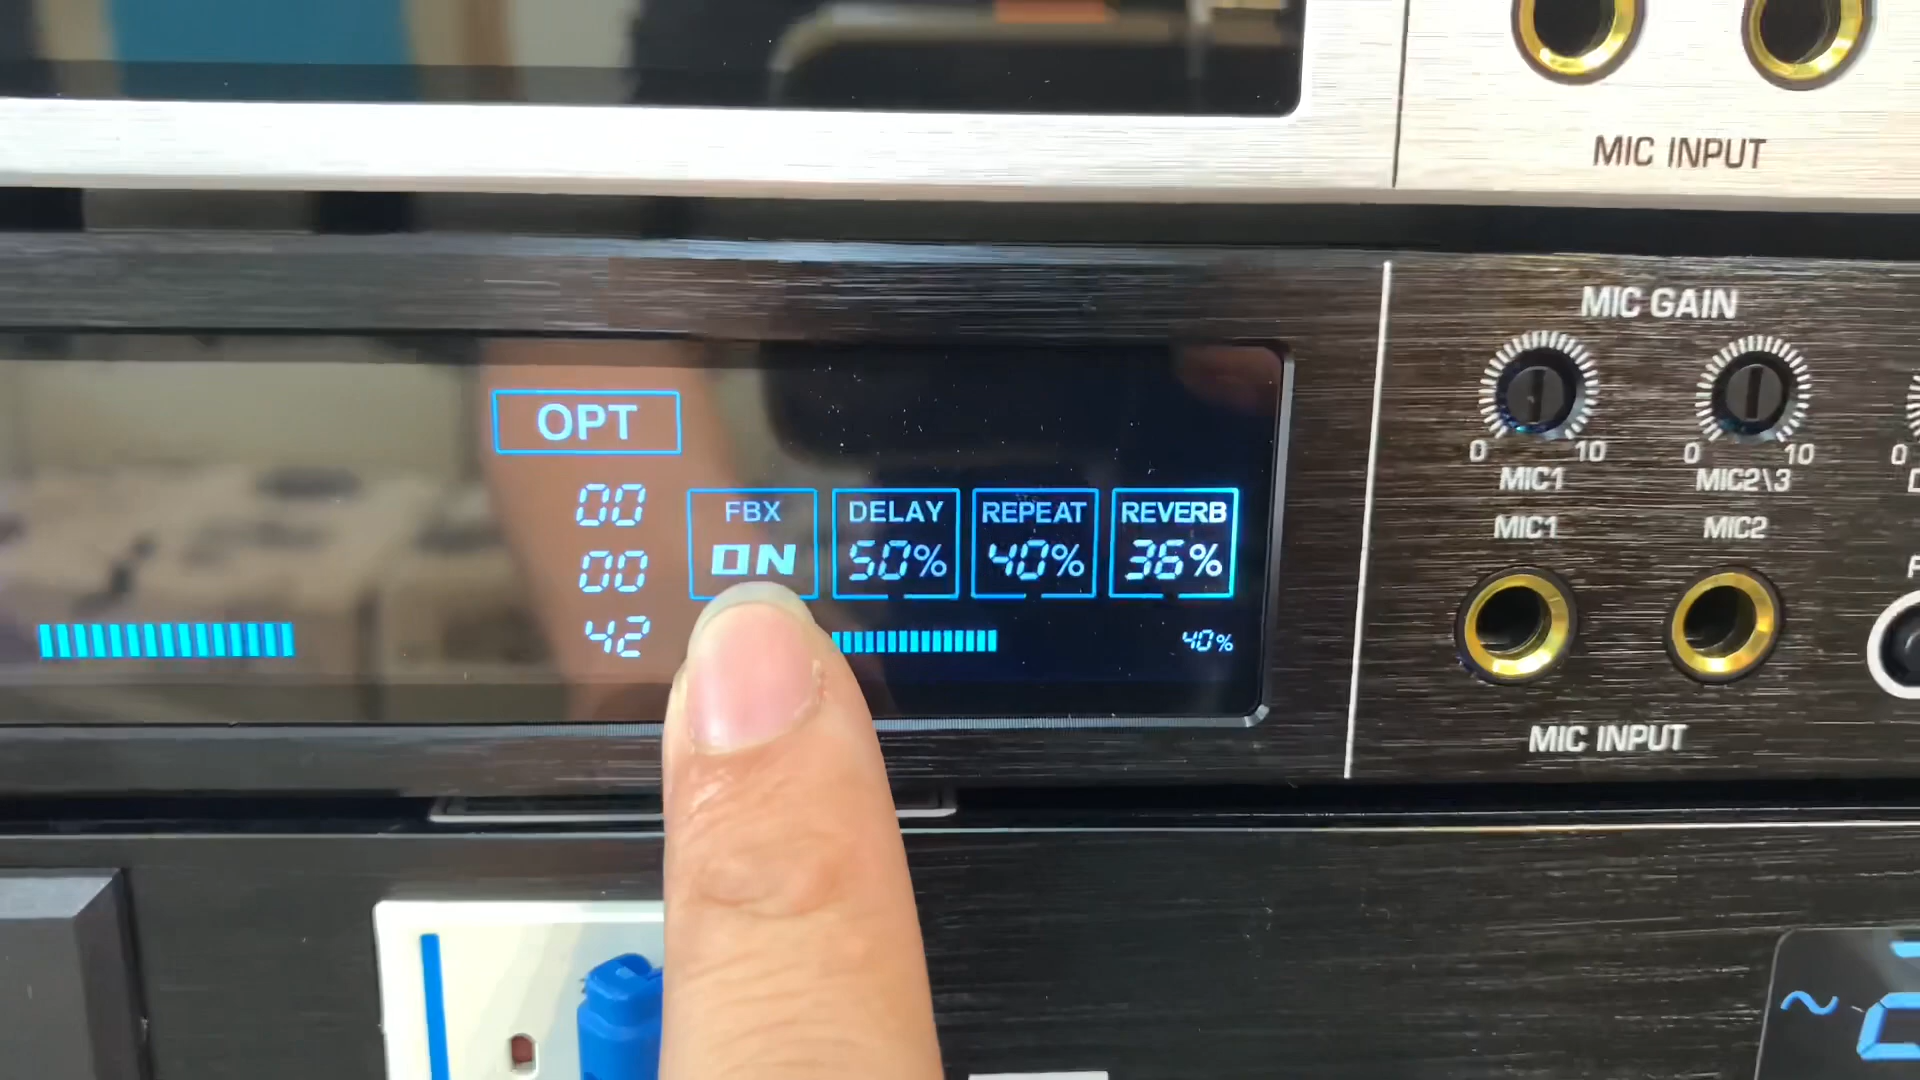 MIC INPUT
MIC GAIN
0 10 0 10 0
MIC1 MIC2\3
MIC1 MIC2
MIC INPUT
OPT
00
00
42
FBX DELAY REPEAT REVERB
ON 50% 40% 36%
40%
~